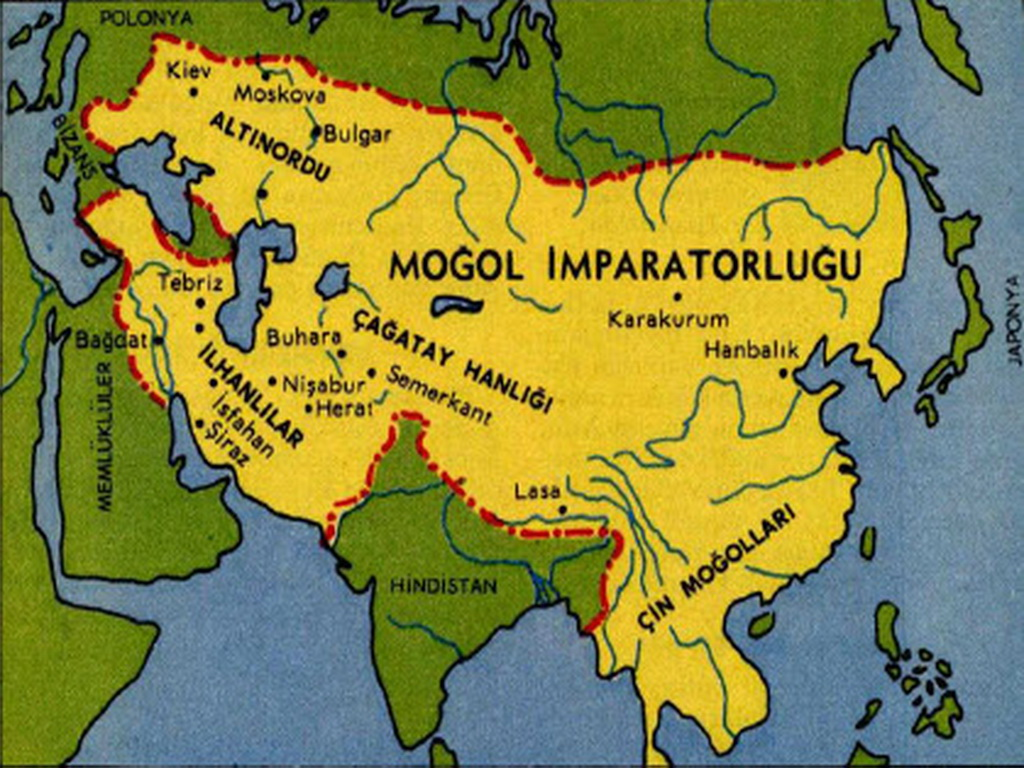 POLONYA
Kiev
Moskova
Bulgar
ALTINORDU
BİZANS
MOĞOL İMPARATORLUĞU
Karakurum
Hanbalık
JAPONYA
Tebriz
Bağdat
Buhara
ÇAĞATAY HANLIĞI
Semerkant
Nişabur
Herat
İLHANLILAR
İsfahan
Şiraz
MEMLÜKLÜLER
Lasa
HİNDİSTAN
ÇİN MOĞOLLARI